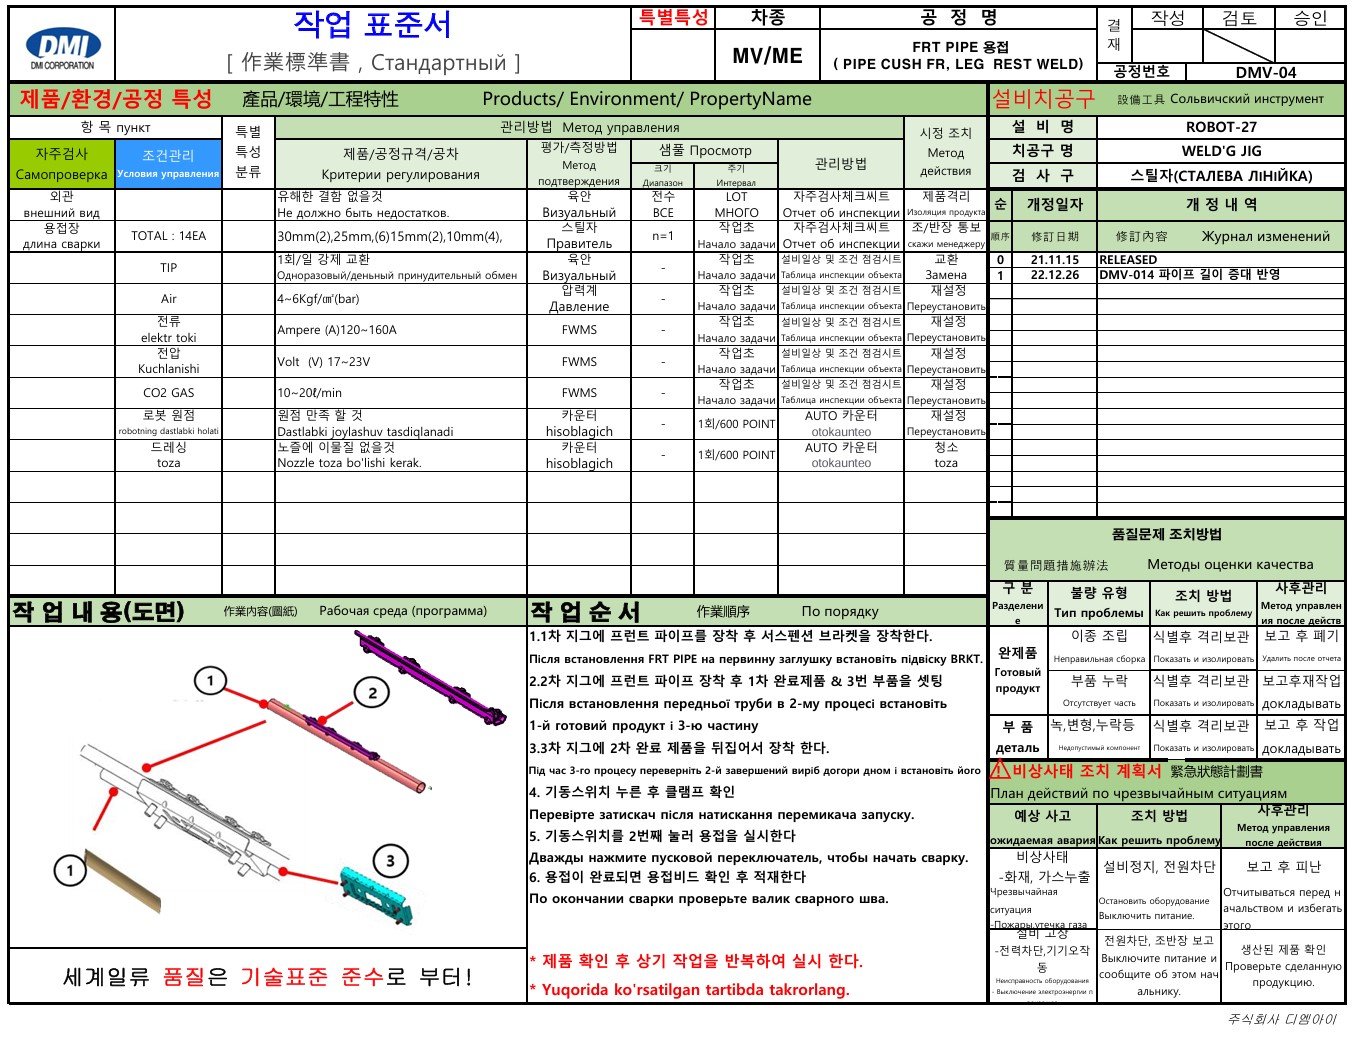 DMI
DMI CORPORATION
작업 표준서
[ 作業標準書 , Стандартный ]
특별특성
차종
MV/ME
공 정 명
FRT PIPE 용접
( PIPE CUSH FR, LEG REST WELD)
결재
작성
검토
승인
공정번호
DMV-04
제품/환경/공정 특성 產品/環境/工程特性 Products/ Environment/ PropertyName
항 목 пункт
특별
특성
분류
관리방법 Метод управления
시정 조치
Метод
действия
자주검사
Самопроверка
조건관리
Условия управления
제품/공정규격/공차
Критерии регулирования
평가/측정방법
Метод
подтверждения
샘플 Просмотр
크기
Диапазон
주기
Интервал
관리방법
외관
внешний вид
유해한 결함 없을것
Не должно быть недостатков.
육안
Визуальный
전수
ВСЕ
LOT
МНОГО
자주검사체크씨트
Отчет об инспекции
제품격리
Изоляция продукта
용접장
длина сварки
TOTAL : 14EA
30mm(2),25mm,(6)15mm(2),10mm(4),
스틸자
Правитель
n=1
작업초
Начало задачи
자주검사체크씨트
Отчет об инспекции
조/반장 통보
скажи менеджеру
TIP
1회/일 강제 교환
Одноразовый/деньный принудительный обмен
육안
Визуальный
-
작업초
Начало задачи
설비일상 및 조건 점검시트
Таблица инспекции объекта
교환
Замена
Air
4~6Kgf/㎠(bar)
압력계
Давление
-
작업초
Начало задачи
설비일상 및 조건 점검시트
Таблица инспекции объекта
재설정
Переустановить
전류
elektr toki
Ampere (A)120~160A
FWMS
-
작업초
Начало задачи
설비일상 및 조건 점검시트
Таблица инспекции объекта
재설정
Переустановить
전압
Kuchlanishi
Volt (V) 17~23V
FWMS
-
작업초
Начало задачи
설비일상 및 조건 점검시트
Таблица инспекции объекта
재설정
Переустановить
CO2 GAS
10~20ℓ/min
FWMS
-
작업초
Начало задачи
설비일상 및 조건 점검시트
Таблица инспекции объекта
재설정
Переустановить
로봇 원점
robotning dastlabki holati
원점 만족 할 것
Dastlabki joylashuv tasdiqlanadi
카운터
hisoblagich
-
1회/600 POINT
AUTO 카운터
otokaunteo
재설정
Переустановить
드레싱
toza
노즐에 이물질 없을것
Nozzle toza bo'lishi kerak.
카운터
hisoblagich
-
1회/600 POINT
AUTO 카운터
otokaunteo
청소
toza
설비치공구 設備工具 Сольвичский инструмент
설 비 명
ROBOT-27
치공구 명
WELD'G JIG
검 사 구
스틸자(СТАЛЕВА ЛІНІЙКА)
순
개정일자
개 정 내 역
順序
修訂日期
修訂內容 Журнал изменений
0 21.11.15 RELEASED
1 22.12.26 DMV-014 파이프 길이 증대 반영
품질문제 조치방법
質量問題措施辦法 Методы оценки качества
구 분
Разделени
е
불량 유형
Тип проблемы
조치 방법
Как решить проблему
사후관리
Метод управлен
ия после действ
완제품
Готовый
продукт
이종 조립
Неправильная сборка
식별후 격리보관
Показать и изолировать
보고 후 폐기
Удалить после отчета
부품 누락
Отсутствует часть
식별후 격리보관
Показать и изолировать
보고후재작업
докладывать
부 품
деталь
녹,변형,누락등
Недопустимый компонент
식별후 격리보관
Показать и изолировать
보고 후 작업
докладывать
비상사태 조치 계획서 緊急狀態計劃書
План действий по чрезвычайным ситуациям
예상 사고
ожидаемая авария
조치 방법
Как решить проблему
사후관리
Метод управления
после действия
비상사태
-화재, 가스누출
Чрезвычайная
ситуация
-Пожары,утечка газа
설비정지, 전원차단
Остановить оборудование
Выключить питание.
보고 후 피난
Отчитываться перед н
ачальством и избегать
этого
설비 고장
-전력차단,기기오작
동
Неисправность оборудования
- Выключение электроэнергии п
전원차단, 조반장 보고
Выключите питание и
сообщите об этом нач
альнику.
생산된 제품 확인
Проверьте сделанную
продукцию.
작 업 내 용(도면) 作業内容(圖紙) Рабочая среда (программа)
1
2
1
3
세계일류 품질은 기술표준 준수로 부터!
작 업 순 서 作業順序 По порядку
1.1차 지그에 프런트 파이프를 장착 후 서스펜션 브라켓을 장착한다.
Після встановлення FRT PIPE на первинну заглушку встановіть підвіску BRKT.
2.2차 지그에 프런트 파이프 장착 후 1차 완료제품 & 3번 부품을 셋팅
Після встановлення передньої труби в 2-му процесі встановіть
1-й готовий продукт і 3-ю частину
3.3차 지그에 2차 완료 제품을 뒤집어서 장착 한다.
Під час 3-го процесу переверніть 2-й завершений виріб догори дном і встановіть його
4. 기동스위치 누른 후 클램프 확인
Перевірте затискач після натискання перемикача запуску.
5. 기동스위치를 2번째 눌러 용접을 실시한다
Дважды нажмите пусковой переключатель, чтобы начать сварку.
6. 용접이 완료되면 용접비드 확인 후 적재한다
По окончании сварки проверьте валик сварного шва.
* 제품 확인 후 상기 작업을 반복하여 실시 한다.
* Yuqorida ko'rsatilgan tartibda takrorlang.
주식회사 디엠아이